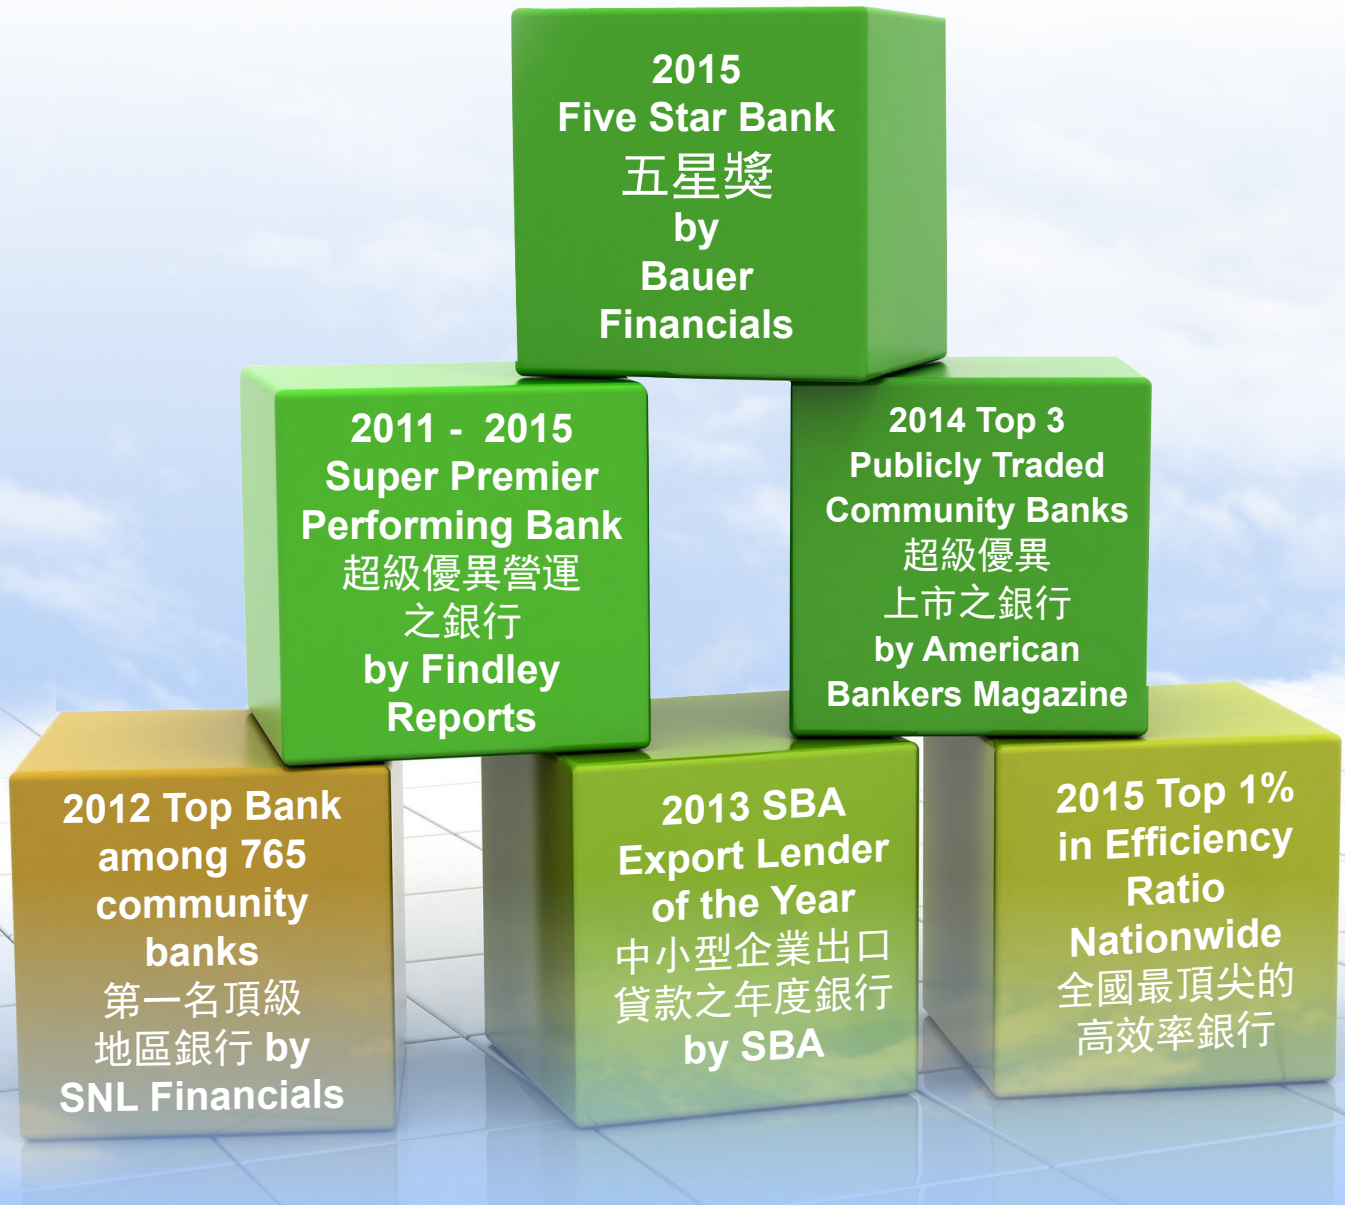 2015
Five Star Bank
五星獎
by
Bauer
Financials
2011 - 2015
Super Premier
Performing Bank
超級優異營運
之銀行
by Findley
Reports
2014 Top 3
Publicly Traded
Community Banks
超級優異
上市之銀行
by American
Bankers Magazine
2012 Top Bank
among 765
community
banks
第一名頂級
地區銀行 by
SNL Financials
2013 SBA
Export Lender
of the Year
中小型企業出口
貸款之年度銀行
by SBA
2015 Top 1%
in Efficiency
Ratio
Nationwide
全國最頂尖的
高效率銀行